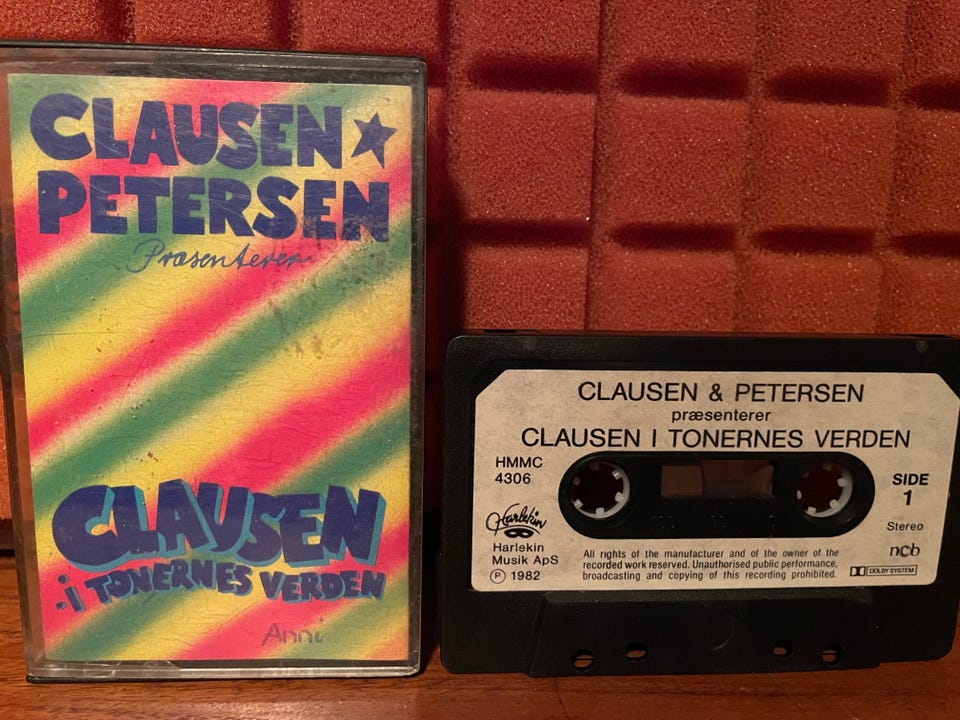 CLAUSEN★
PETERSEN
Præsenterer
CLAUSEN
-i TONERNES VERDEN
Anni
CLAUSEN & PETERSEN
præsenterer
CLAUSEN I TONERNES VERDEN
HMMC
4306
SIDE
1
Stereo
Harlekin
Harlekin
Musik ApS
Ⓟ 1982
All rights of the manufacturer and of the owner of the
recorded work reserved. Unauthorised public performance,
broadcasting and copying of this recording prohibited.
ncb
DOLBY SYSTEM